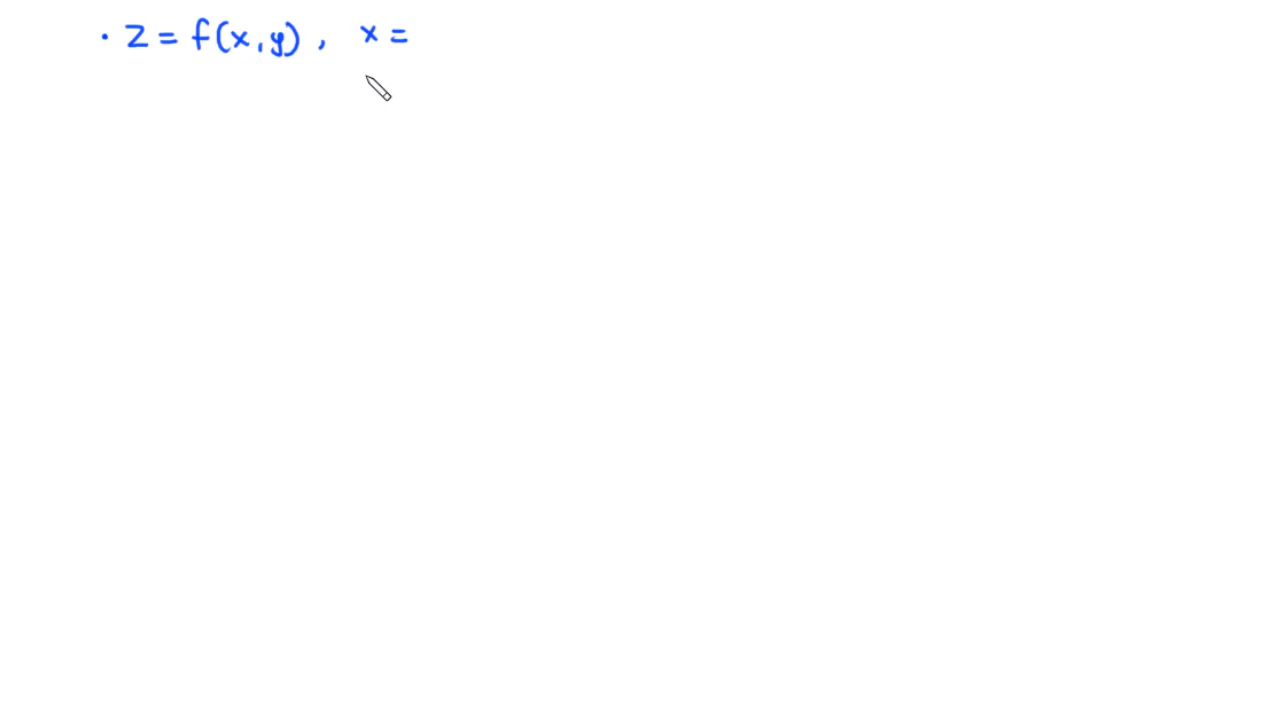 · z = f(x,y) , x =